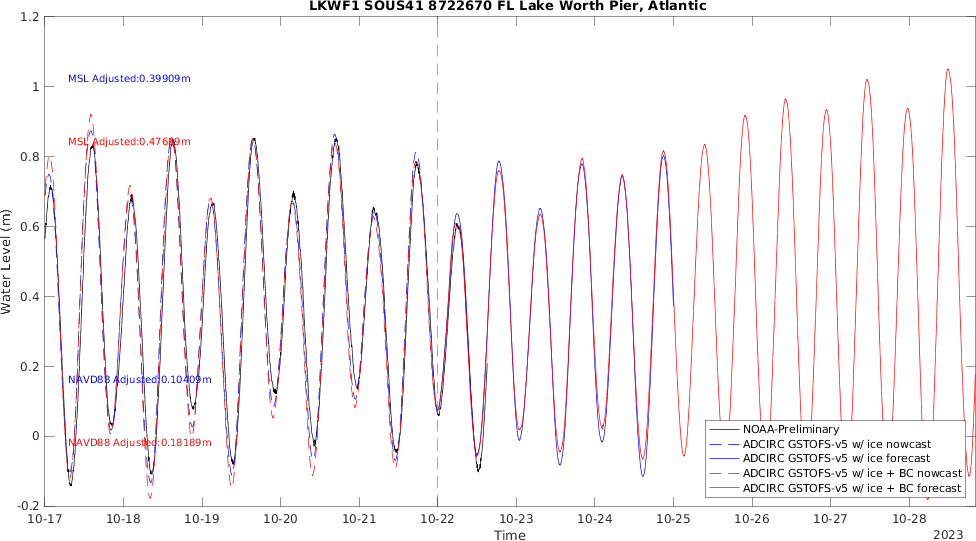 LKWF1 SOUS41 8722670 FL Lake Worth Pier, Atlantic
1.2
1
0.8
0.6
0.4
0.2
0
-0.2
Water Level (m)
MSL Adjusted:0.39909m
MSL Adjusted:0.47689m
NAVD88 Adjusted:0.10409m
NAVD88 Adjusted:0.18189m
NOAA-Preliminary
ADCIRC GSTOFS-v5 w/ ice nowcast
ADCIRC GSTOFS-v5 w/ ice forecast
ADCIRC GSTOFS-v5 w/ ice + BC nowcast
ADCIRC GSTOFS-v5 w/ ice + BC forecast
10-17 10-18 10-19 10-20 10-21 10-22 10-23 10-24 10-25 10-26 10-27 10-28
Time
2023